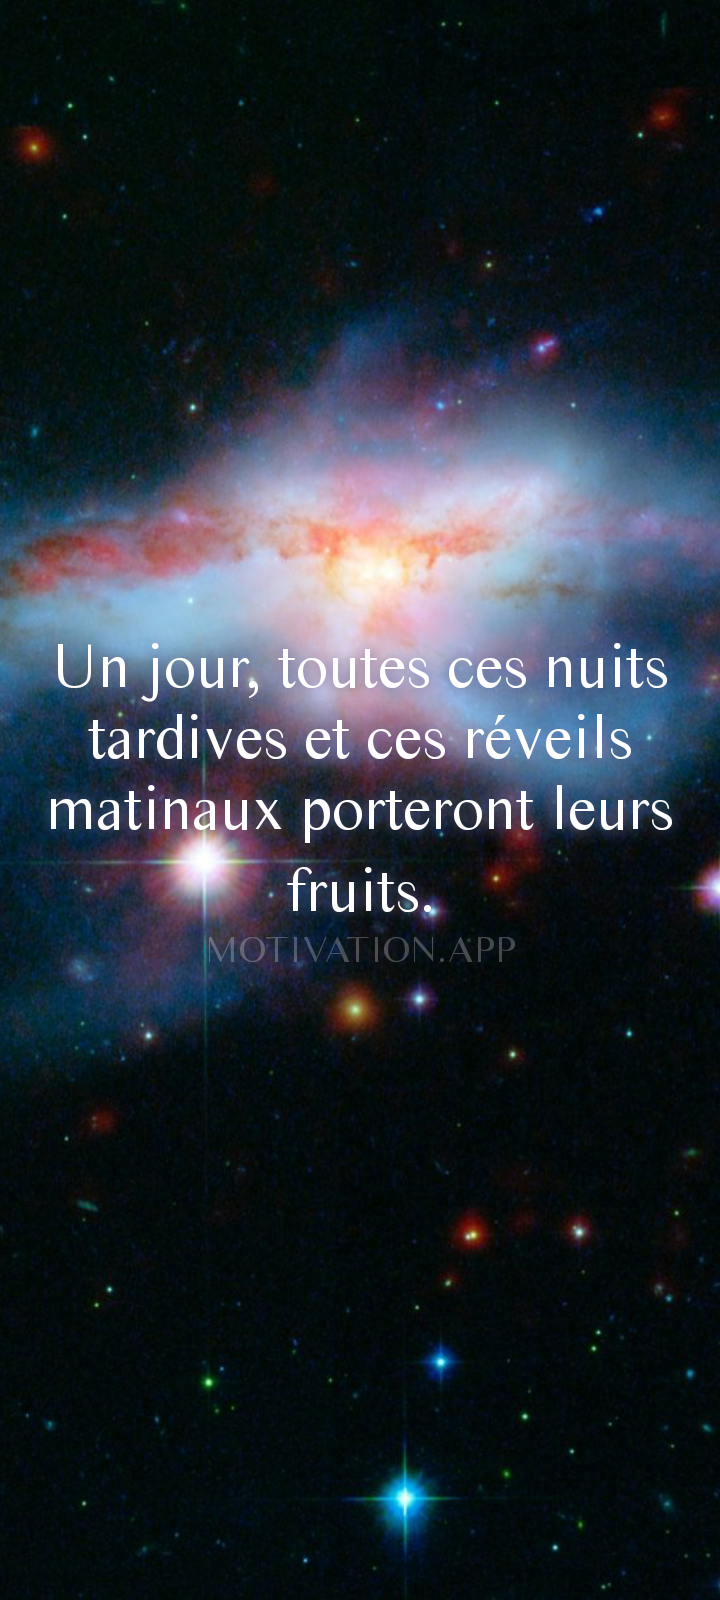 Un jour, toutes ces nuits
tardives et ces réveils
matinaux porteront leurs
fruits.
MOTIVATION.APP